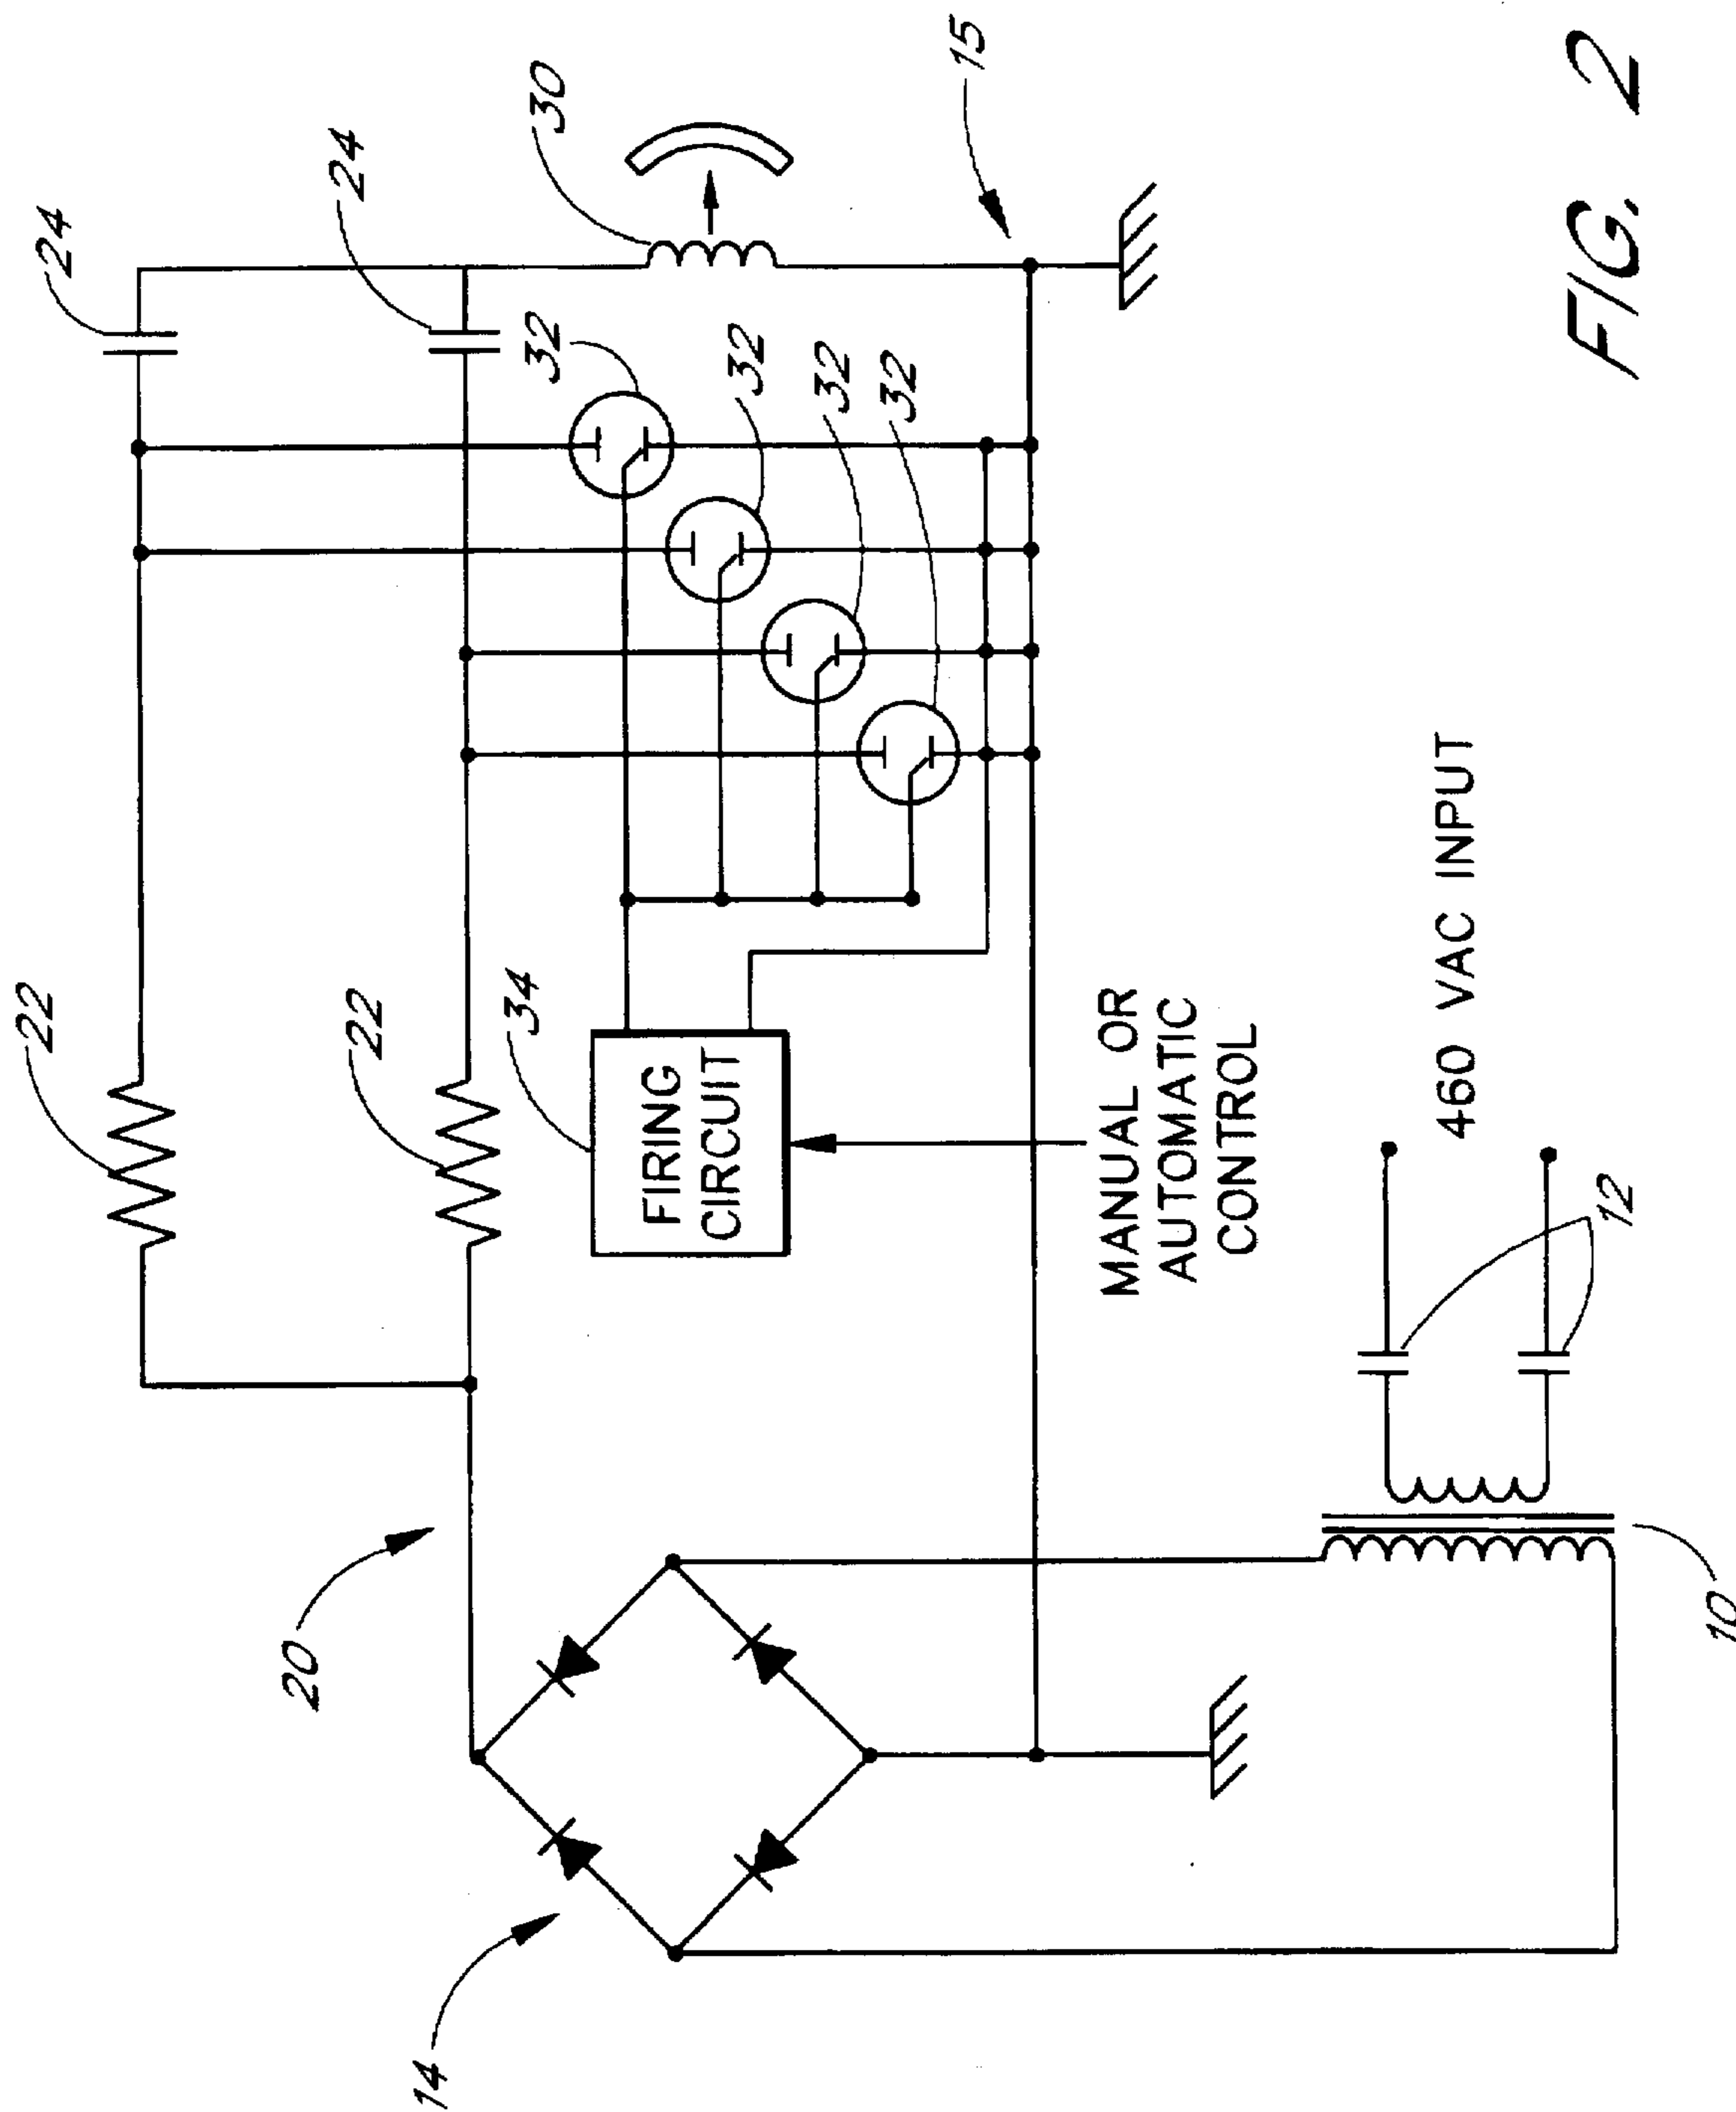 24
24
30
15
22
22
34
32
32
32
32
FIRING
CIRCUIT
MANUAL OR
AUTOMATIC
CONTROL
460 VAC INPUT
12
10
20
14
FIG. 2